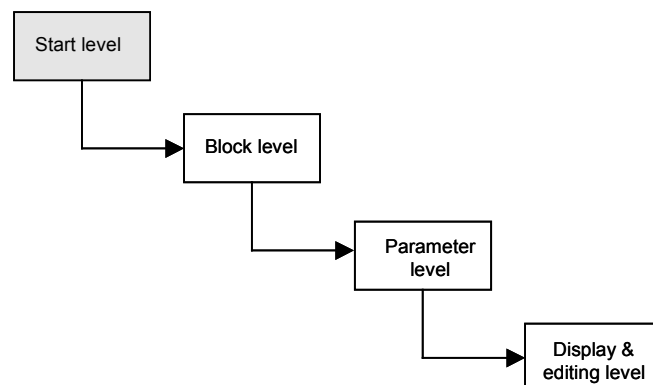 Start level
Block level
Parameter
level
Display &
editing level